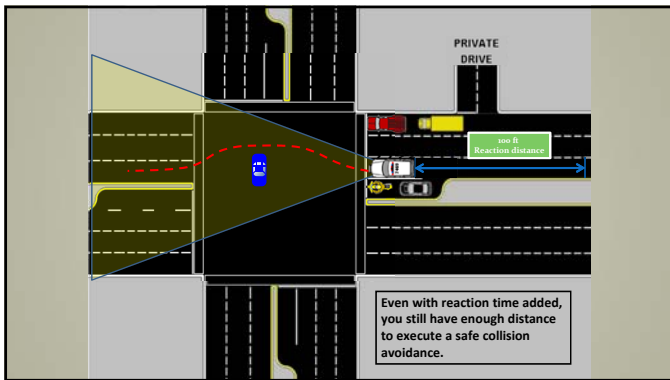 PRIVATE
DRIVE
100 ft
Reaction distance
Even with reaction time added,
you still have enough distance
to execute a safe collision
avoidance.